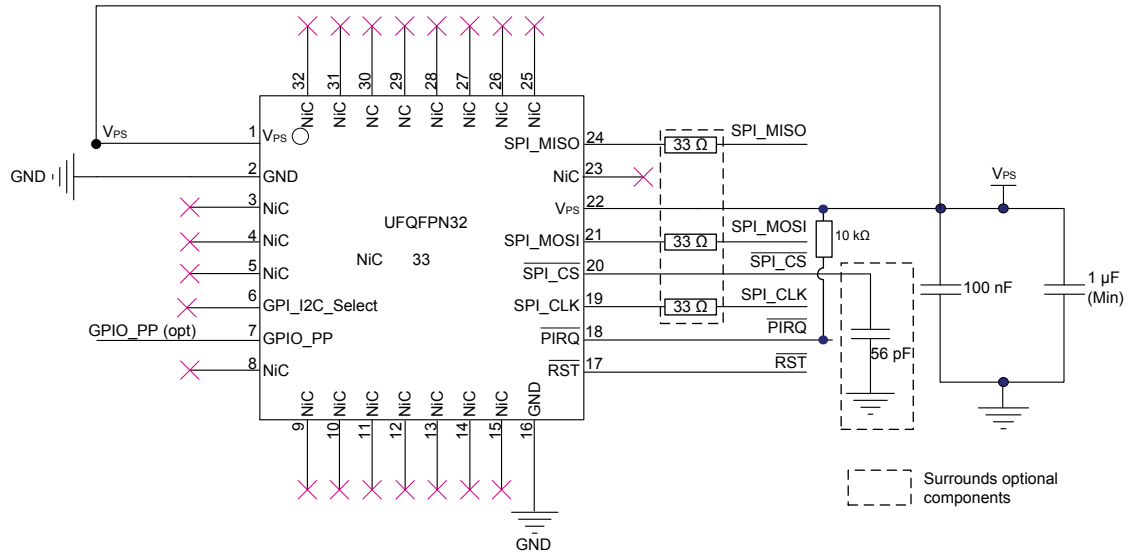 32 31 30 29 28 27 26 25
NiC NiC NC NC NiC NiC NiC NiC
VPS 1 VPS
GND 2 GND
3 NiC
4 NiC
5 NiC
6 GPI_I2C_Select
GPIO_PP (opt) 7 GPIO_PP
8 NiC
UFQFPN32
NiC 33
SPI_MISO 24 33 Ω SPI_MISO
NiC 23
VPS 22
SPI_MOSI 21 33 Ω SPI_MOSI
SPI_CS 20 SPI_CS
SPI_CLK 19 33 Ω SPI_CLK
PIRQ 18 PIRQ
RST 17 RST
10 kΩ
VPS
100 nF
1 µF
(Min)
56 pF
NiC NiC NiC NiC NiC NiC NiC GND
9 10 11 12 13 14 15 16
GND
Surrounds optional
components